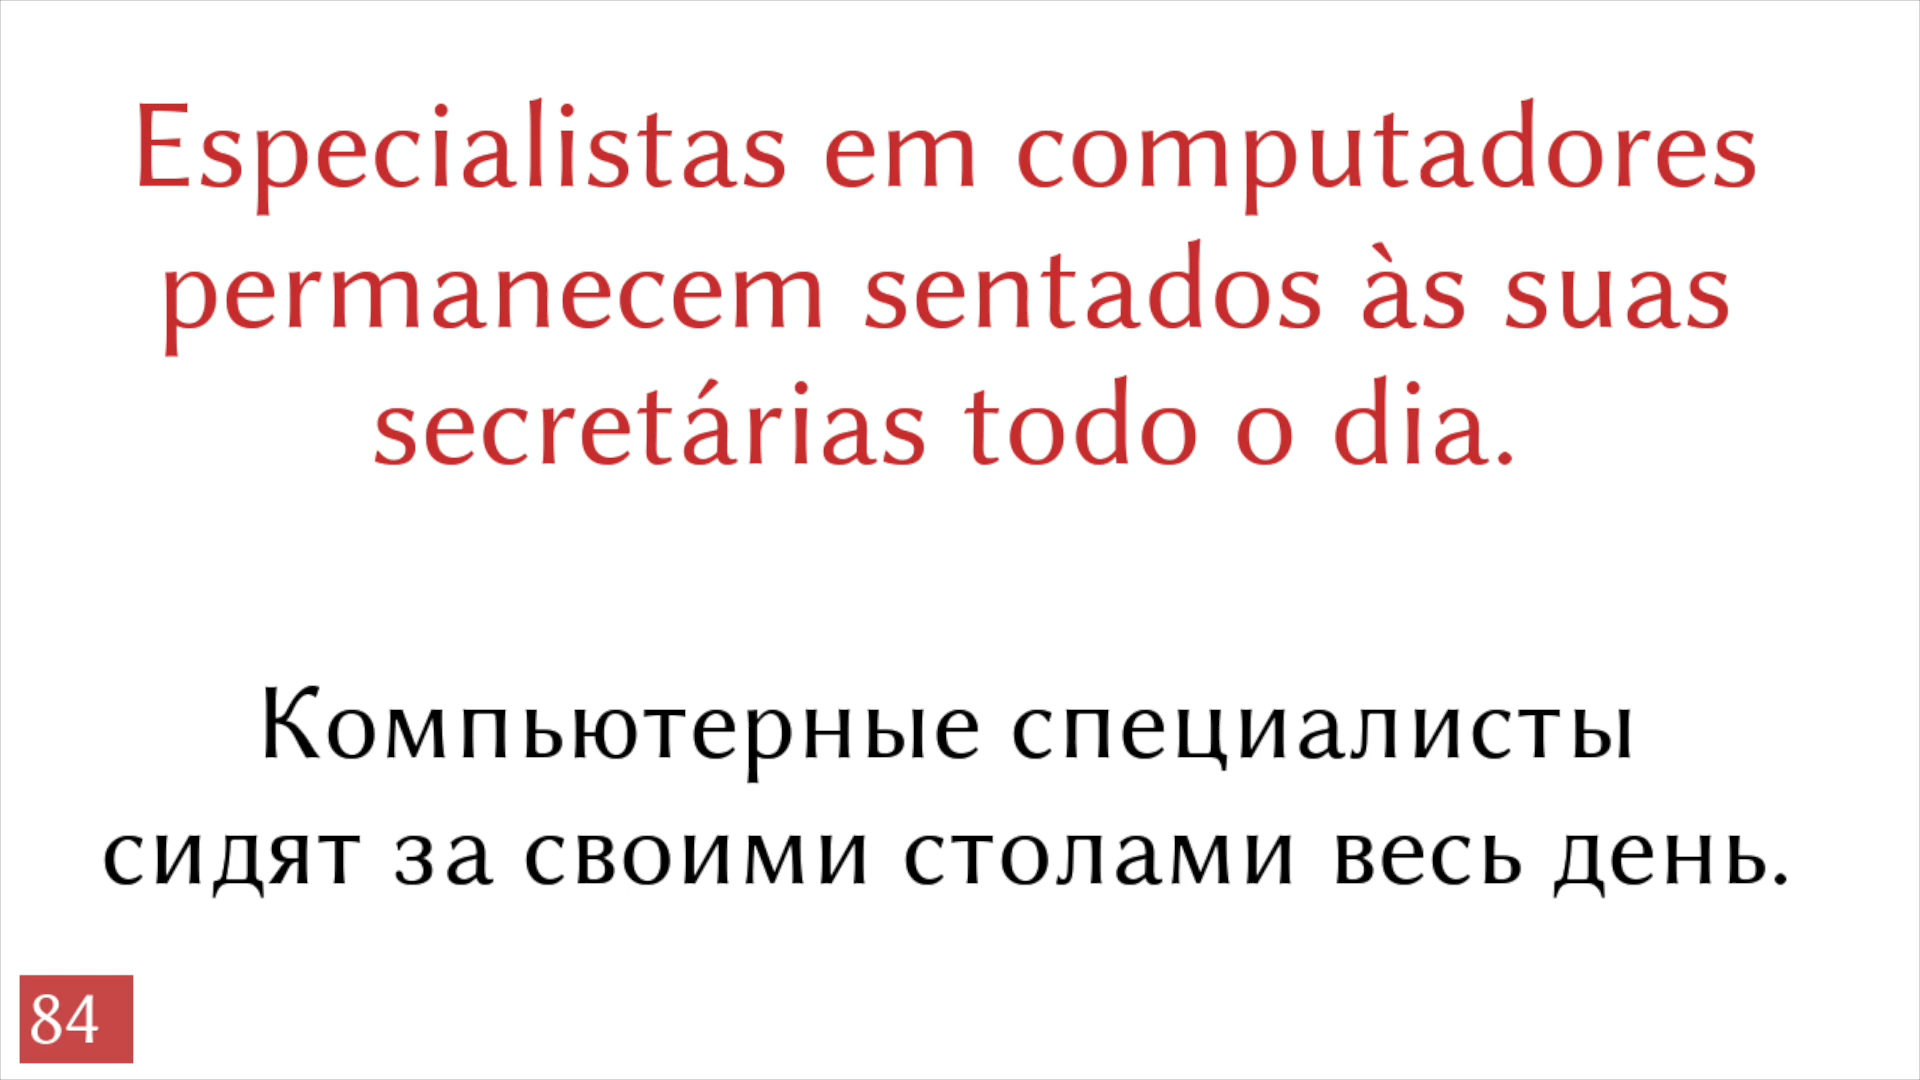 Especialistas em computadores
permanecem sentados às suas
secretárias todo o dia.
Компьютерные специалисты
сидят за своими столами весь день.
84